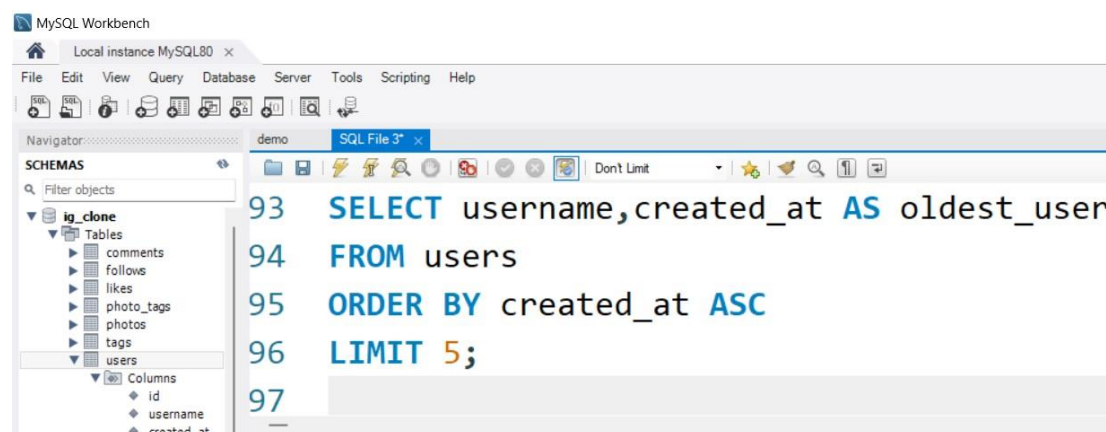 MySQL Workbench
Local instance MySQL80 ×
File Edit View Query Database Server Tools Scripting Help
Navigator
SCHEMAS
Filter objects
ig_clone
Tables
comments
follows
likes
photo_tags
photos
tags
users
Columns
id
username
created_at
demo SQL File 3* ×
Don't Limit
93 SELECT username,created_at AS oldest_user
94 FROM users
95 ORDER BY created_at ASC
96 LIMIT 5;
97